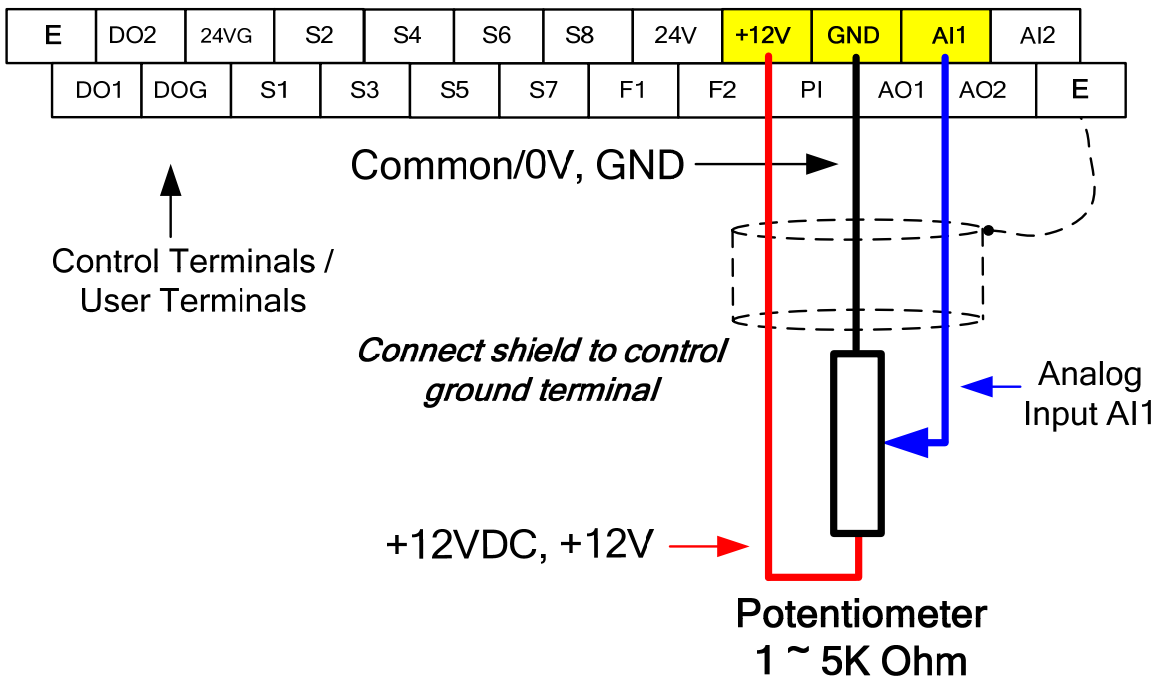 E DO2 24VG S2 S4 S6 S8 24V +12V GND AI1 AI2
DO1 DOG S1 S3 S5 S7 F1 F2 PI AO1 AO2 E
Common/0V, GND
Control Terminals /
User Terminals
Connect shield to control
ground terminal
Analog
Input AI1
+12VDC, +12V
Potentiometer
1 ~ 5K Ohm